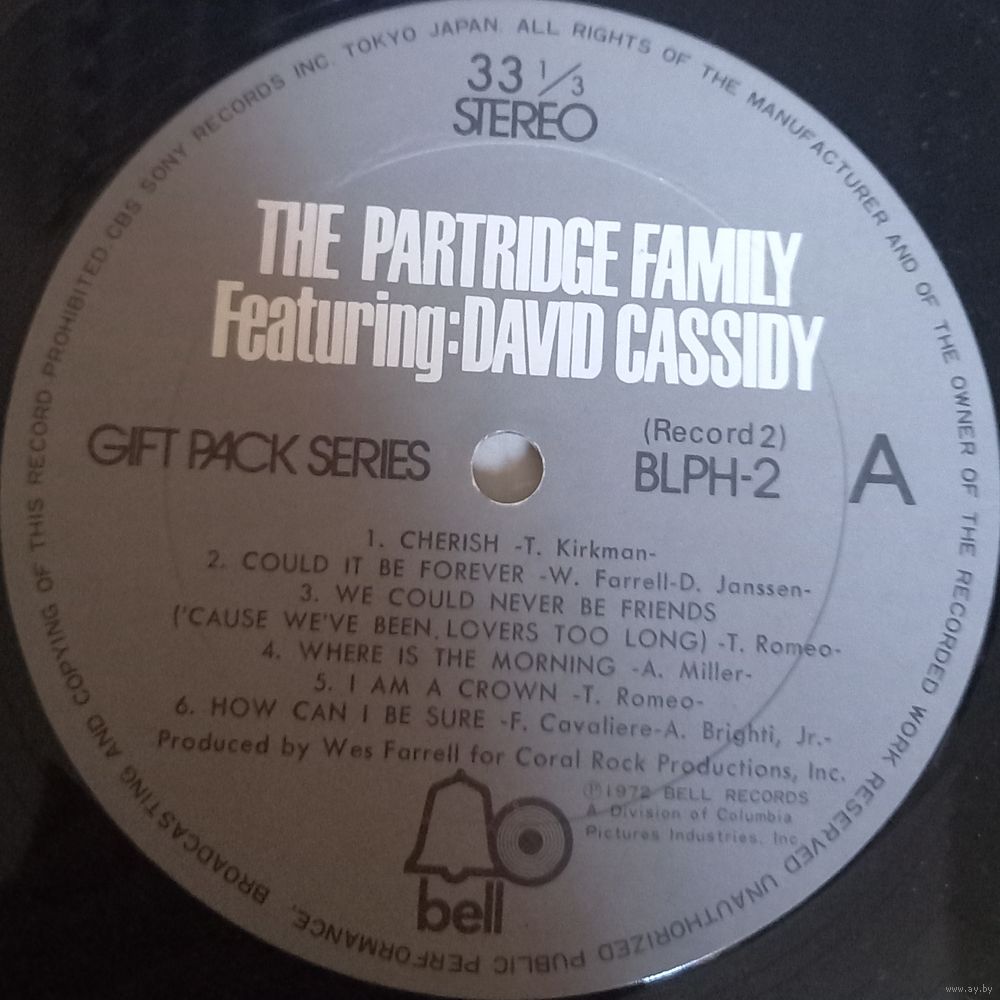 33 1/3
STEREO
THE PARTRIDGE FAMILY
Featuring:DAVID CASSIDY
GIFT PACK SERIES
(Record 2)
BLPH-2
A
1. CHERISH -T. Kirkman-
2. COULD IT BE FOREVER -W. Farrell-D. Janssen-
3. WE COULD NEVER BE FRIENDS
('CAUSE WE'VE BEEN LOVERS TOO LONG) -T. Romeo-
4. WHERE IS THE MORNING -A. Miller-
5. I AM A CROWN -T. Romeo-
6. HOW CAN I BE SURE -F. Cavaliere-A. Brighti, Jr.-
Produced by Wes Farrell for Coral Rock Productions, Inc.
Ⓟ1972 BELL RECORDS
A Division of Columbia
Pictures Industries, Inc.
bell
CBS SONY RECORDS INC. TOKYO JAPAN. ALL RIGHTS OF THE MANUFACTURER AND OF THE OWNER OF THE RECORDED WORK RESERVED UNAUTHORIZED PUBLIC PERFORMANCE, BROADCASTING AND COPYING OF THIS RECORD PROHIBITED.
www.ay.by